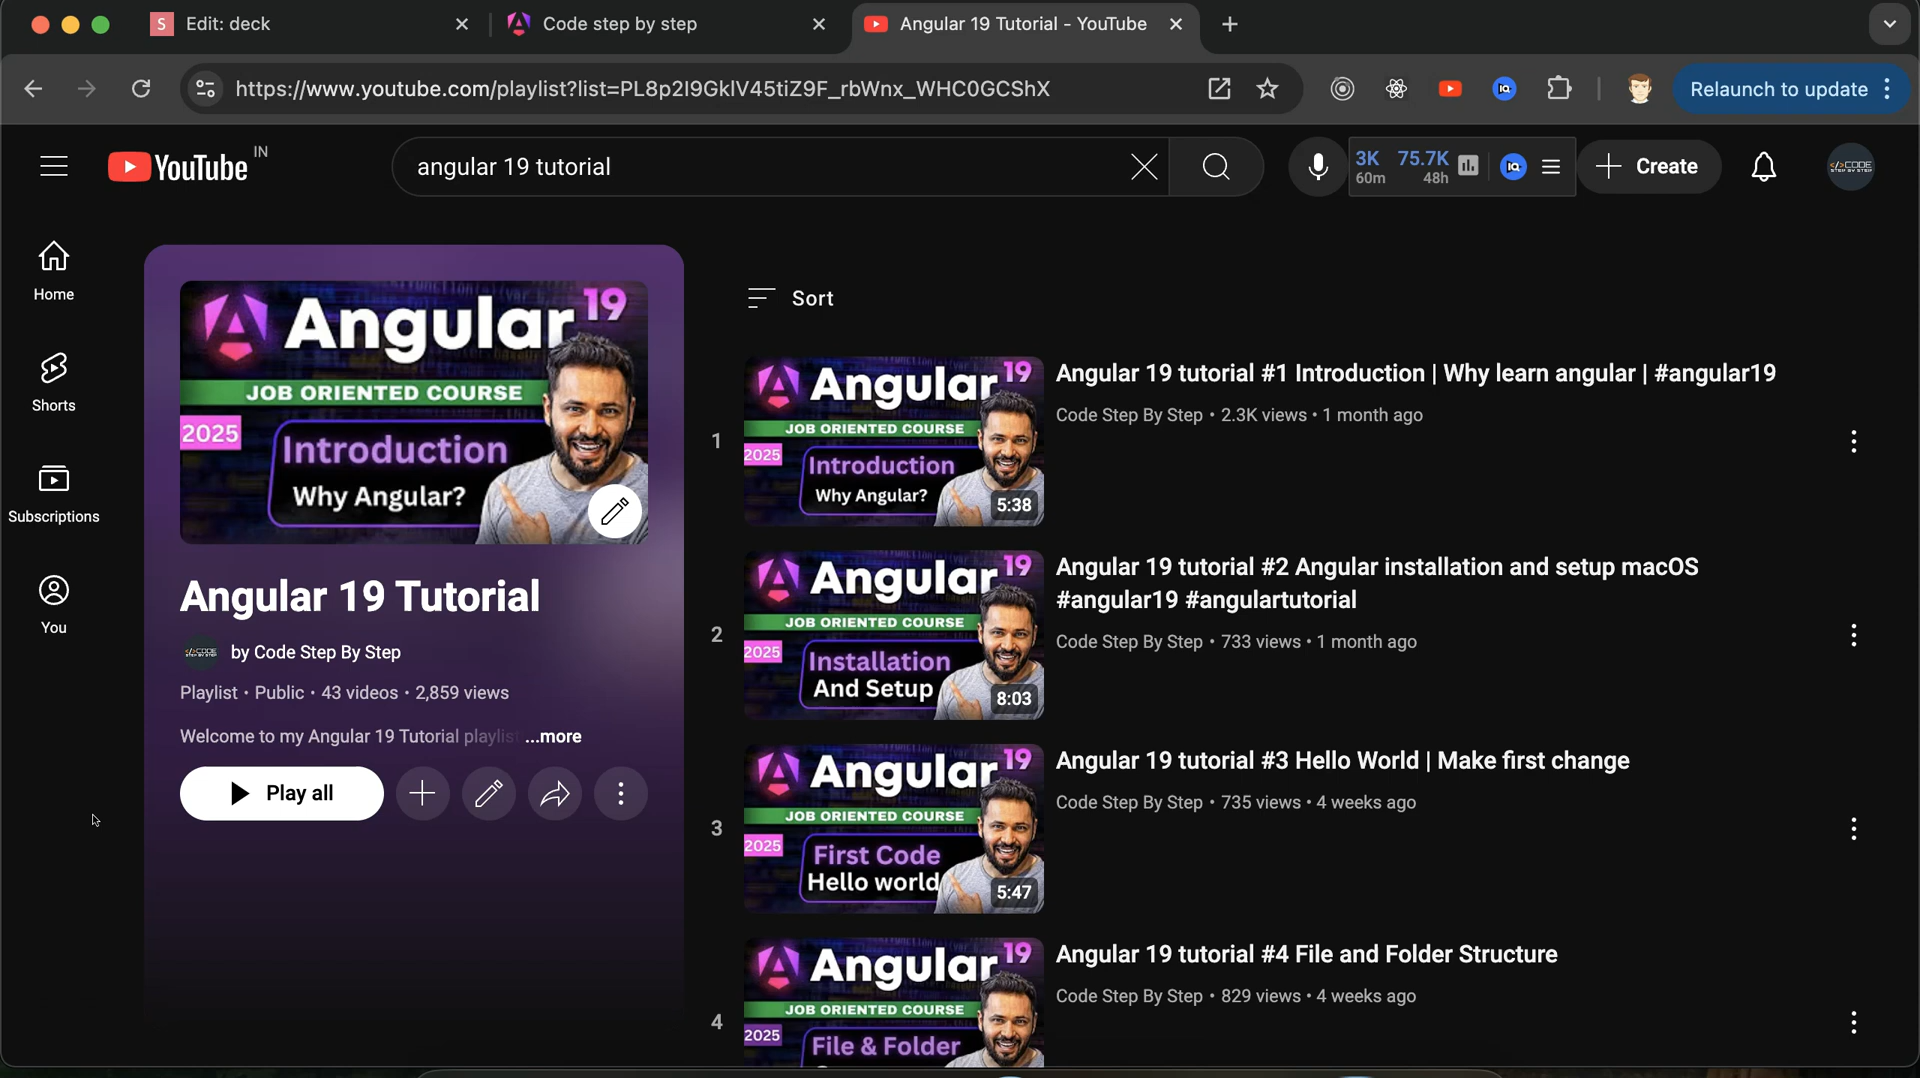 S Edit: deck
Code step by step
Angular 19 Tutorial - YouTube
https://www.youtube.com/playlist?list=PL8p2I9GklV45tiZ9F_rbWnx_WHC0GCShX
Relaunch to update
YouTube IN
angular 19 tutorial
3K 75.7K
60m 48h
Create
</>CODE
STEP BY STEP
Home
Shorts
Subscriptions
You
Angular 19
JOB ORIENTED COURSE
2025
Introduction
Why Angular?
Angular 19 Tutorial
by Code Step By Step
Playlist • Public • 43 videos • 2,859 views
Welcome to my Angular 19 Tutorial playlis ...more
Play all
Sort
1
Angular 19
JOB ORIENTED COURSE
2025
Introduction
Why Angular?
5:38
Angular 19 tutorial #1 Introduction | Why learn angular | #angular19
Code Step By Step • 2.3K views • 1 month ago
2
Angular 19
JOB ORIENTED COURSE
2025
Installation
And Setup
8:03
Angular 19 tutorial #2 Angular installation and setup macOS
#angular19 #angulartutorial
Code Step By Step • 733 views • 1 month ago
3
Angular 19
JOB ORIENTED COURSE
2025
First Code
Hello world
5:47
Angular 19 tutorial #3 Hello World | Make first change
Code Step By Step • 735 views • 4 weeks ago
4
Angular 19
JOB ORIENTED COURSE
2025
File & Folder
Angular 19 tutorial #4 File and Folder Structure
Code Step By Step • 829 views • 4 weeks ago